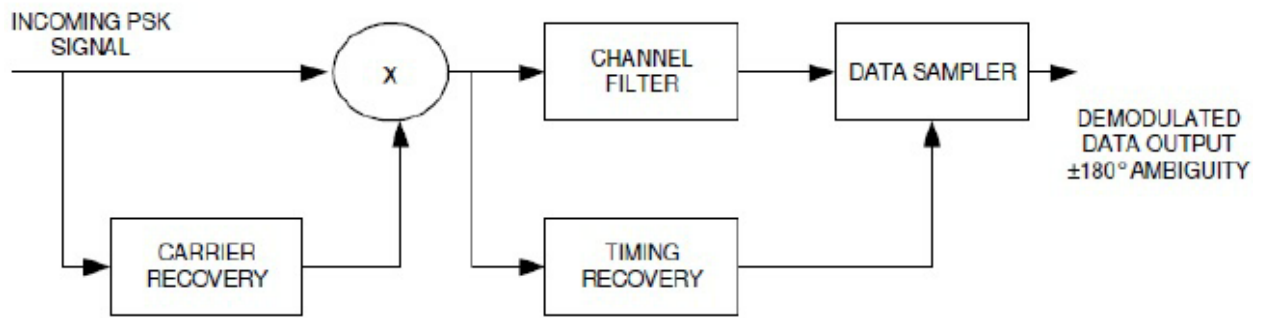 INCOMING PSK
SIGNAL
X
CHANNEL
FILTER
DATA SAMPLER
DEMODULATED
DATA OUTPUT
±180° AMBIGUITY
CARRIER
RECOVERY
TIMING
RECOVERY